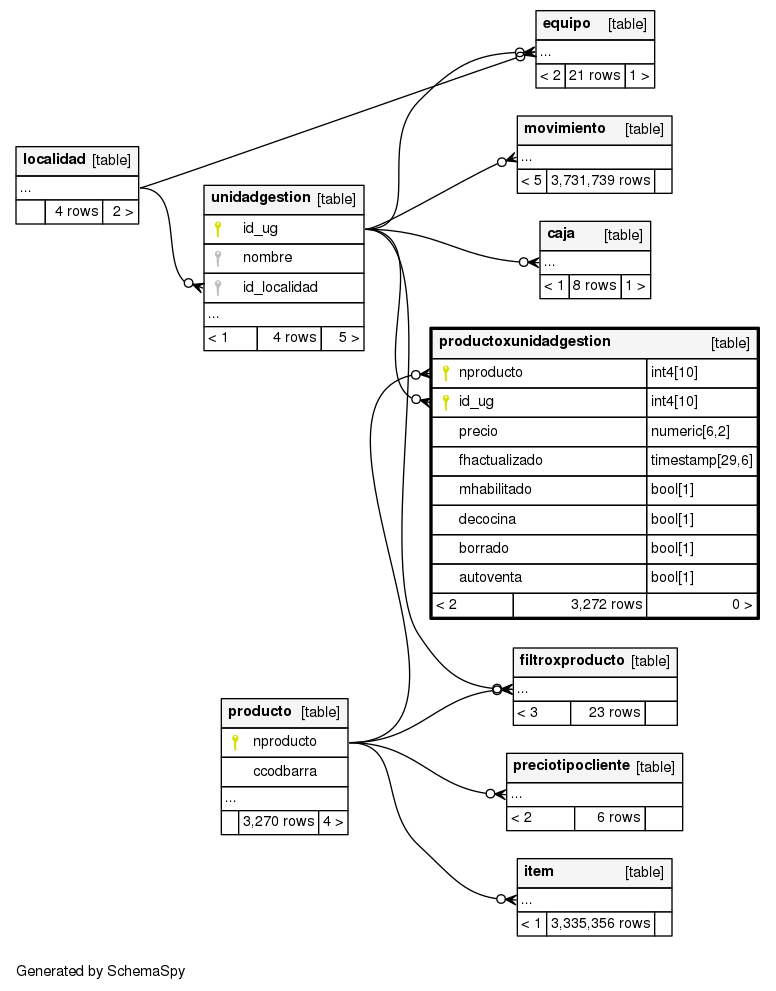 equipo [table]
...
< 2 21 rows 1 >
movimiento [table]
...
< 5 3,731,739 rows
localidad [table]
...
4 rows 2 >
unidadgestion [table]
id_ug
nombre
id_localidad
...
< 1 4 rows 5 >
caja [table]
...
< 1 8 rows 1 >
productoxunidadgestion [table]
nproducto int4[10]
id_ug int4[10]
precio numeric[6,2]
fhactualizado timestamp[29,6]
mhabilitado bool[1]
decocina bool[1]
borrado bool[1]
autoventa bool[1]
< 2 3,272 rows 0 >
filtroxproducto [table]
...
< 3 23 rows
producto [table]
nproducto
ccodbarra
...
3,270 rows 4 >
preciotipocliente [table]
...
< 2 6 rows
item [table]
...
< 1 3,335,356 rows
Generated by SchemaSpy